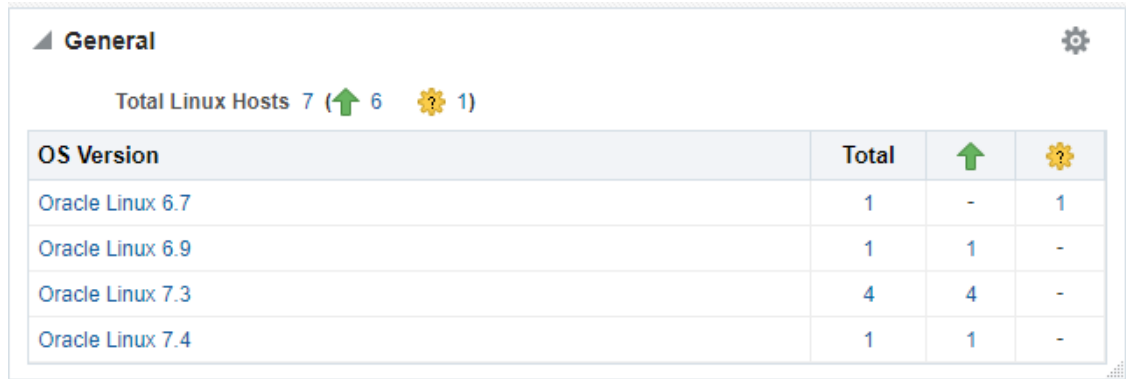 General
Total Linux Hosts 7 ( 6 ? 1)
OS Version Total ?
Oracle Linux 6.7 1 - 1
Oracle Linux 6.9 1 1 -
Oracle Linux 7.3 4 4 -
Oracle Linux 7.4 1 1 -